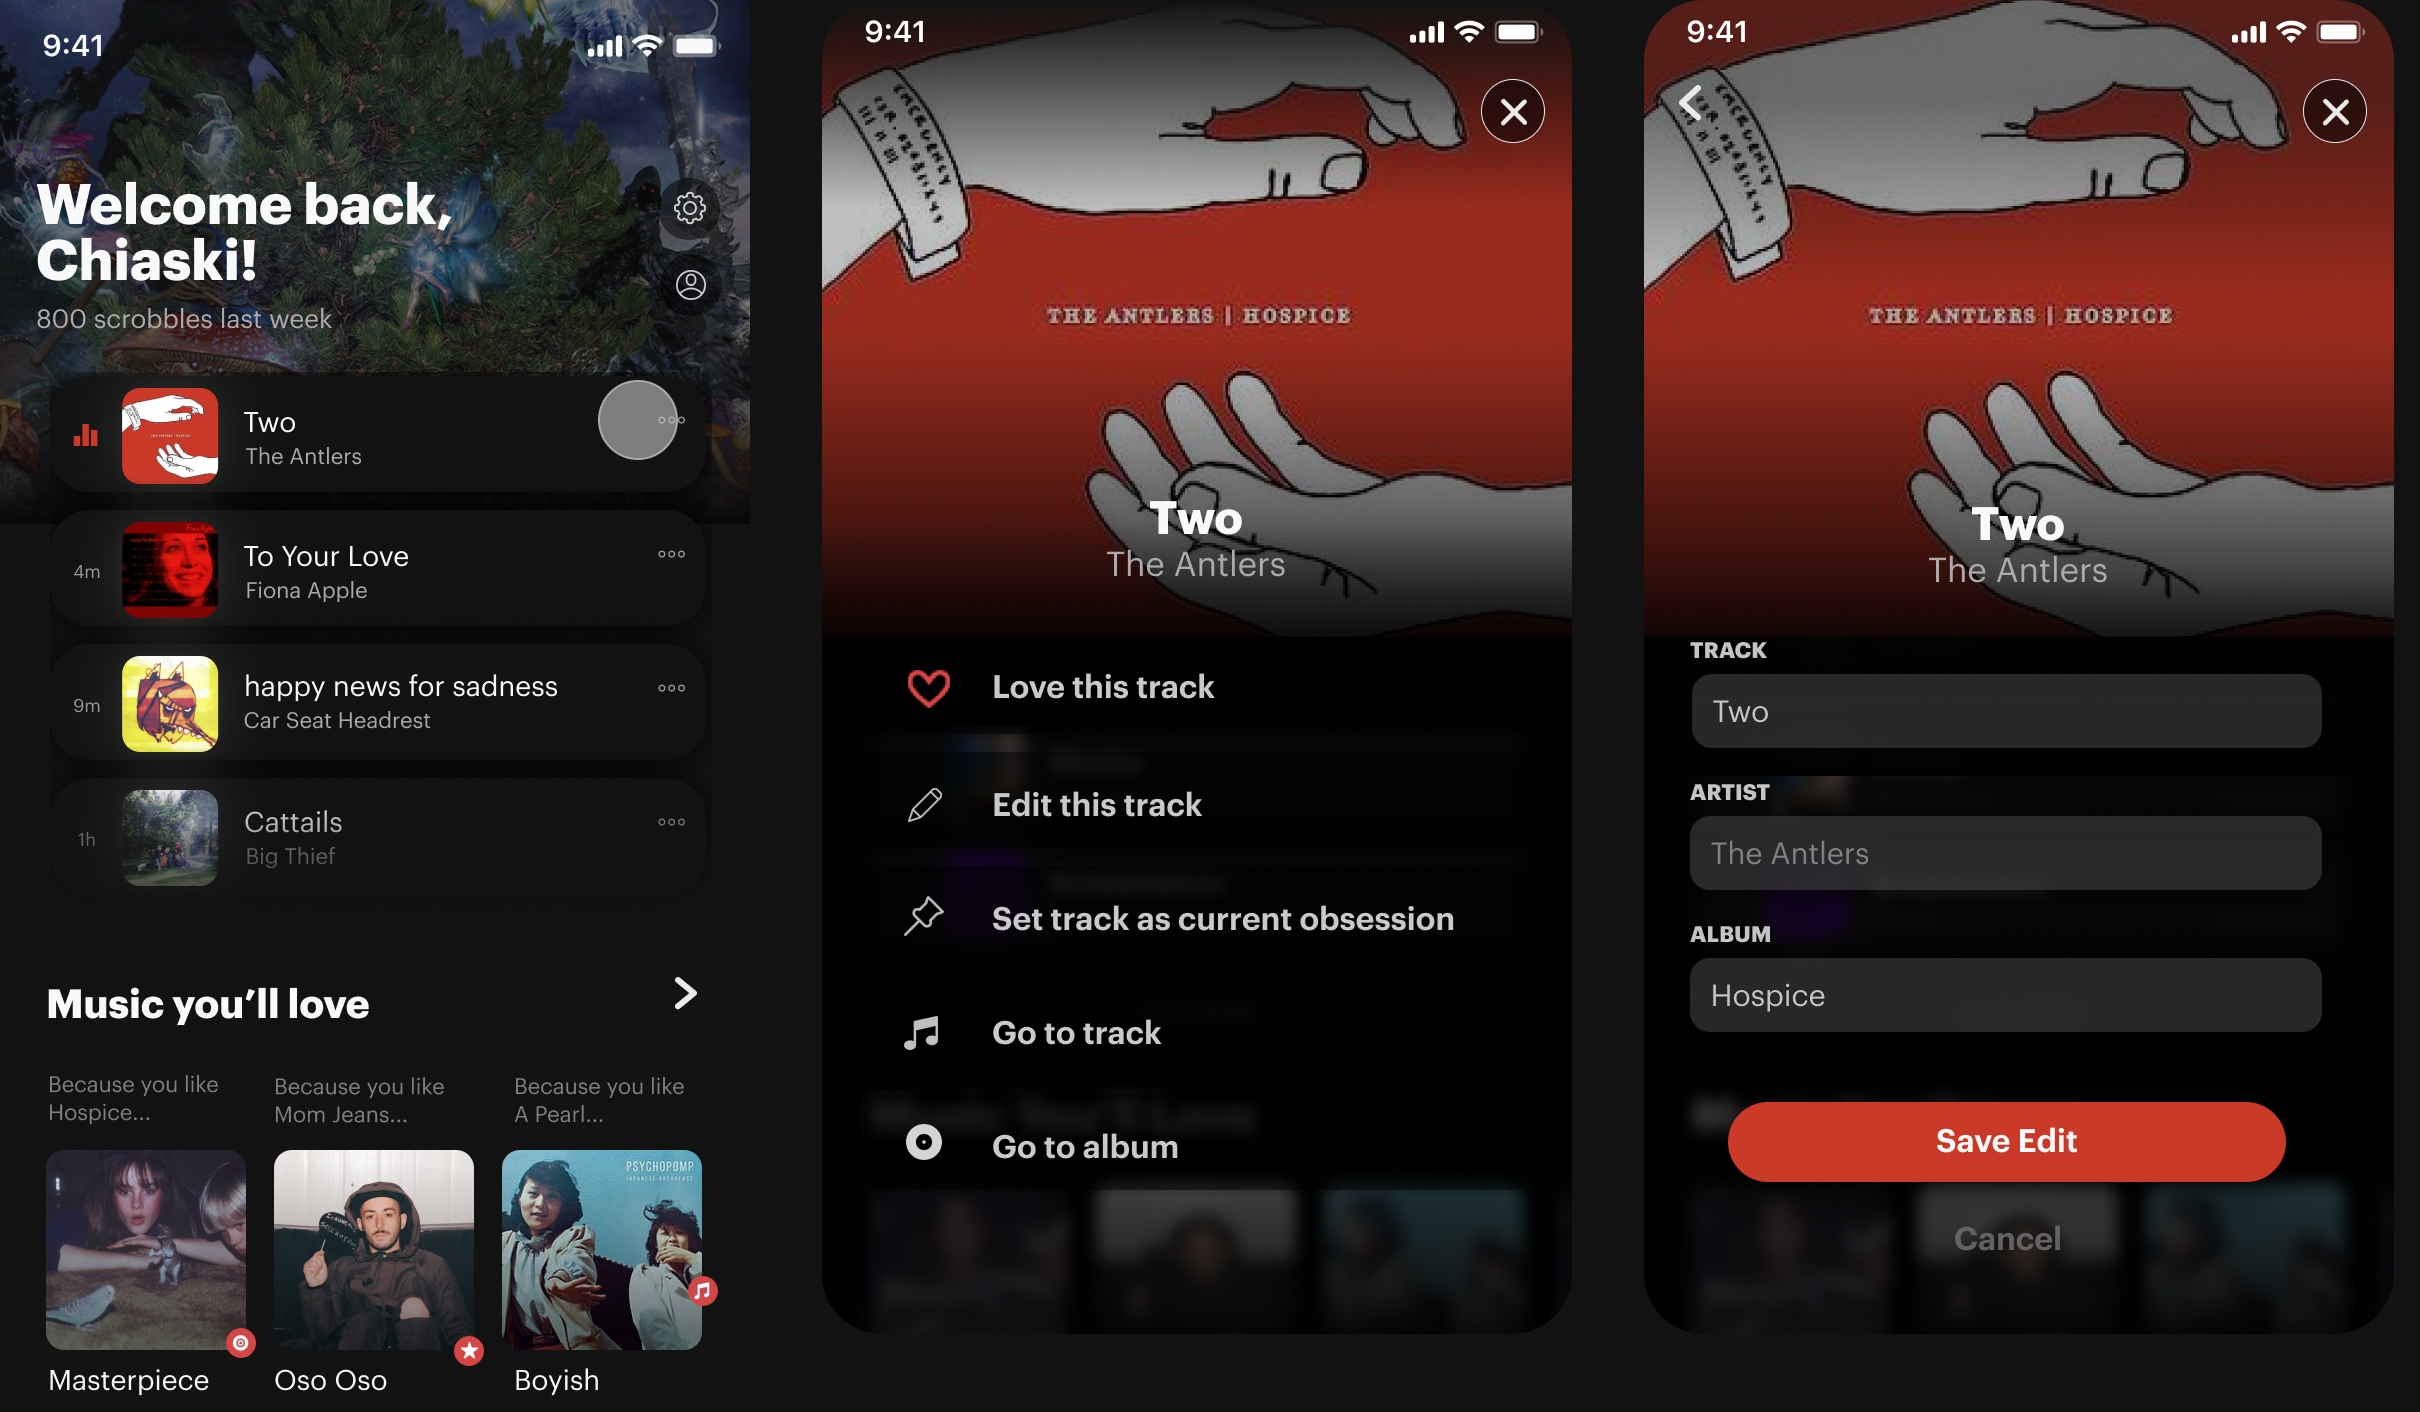 9:41
Welcome back,
Chiaski!
800 scrobbles last week
Two
The Antlers
4m
To Your Love
Fiona Apple
9m
happy news for sadness
Car Seat Headrest
1h
Cattails
Big Thief
Music you’ll love
Because you like
Hospice...
Because you like
Mom Jeans...
Because you like
A Pearl...
PSYCHOPOMP
JAPANESE BREAKFAST
Masterpiece
Oso Oso
Boyish
9:41
EMERGENCY
THE ANTLERS | HOSPICE
Two
The Antlers
Love this track
Edit this track
Set track as current obsession
Go to track
Go to album
9:41
EMERGENCY
THE ANTLERS | HOSPICE
Two
The Antlers
TRACK
Two
ARTIST
The Antlers
ALBUM
Hospice
Save Edit
Cancel